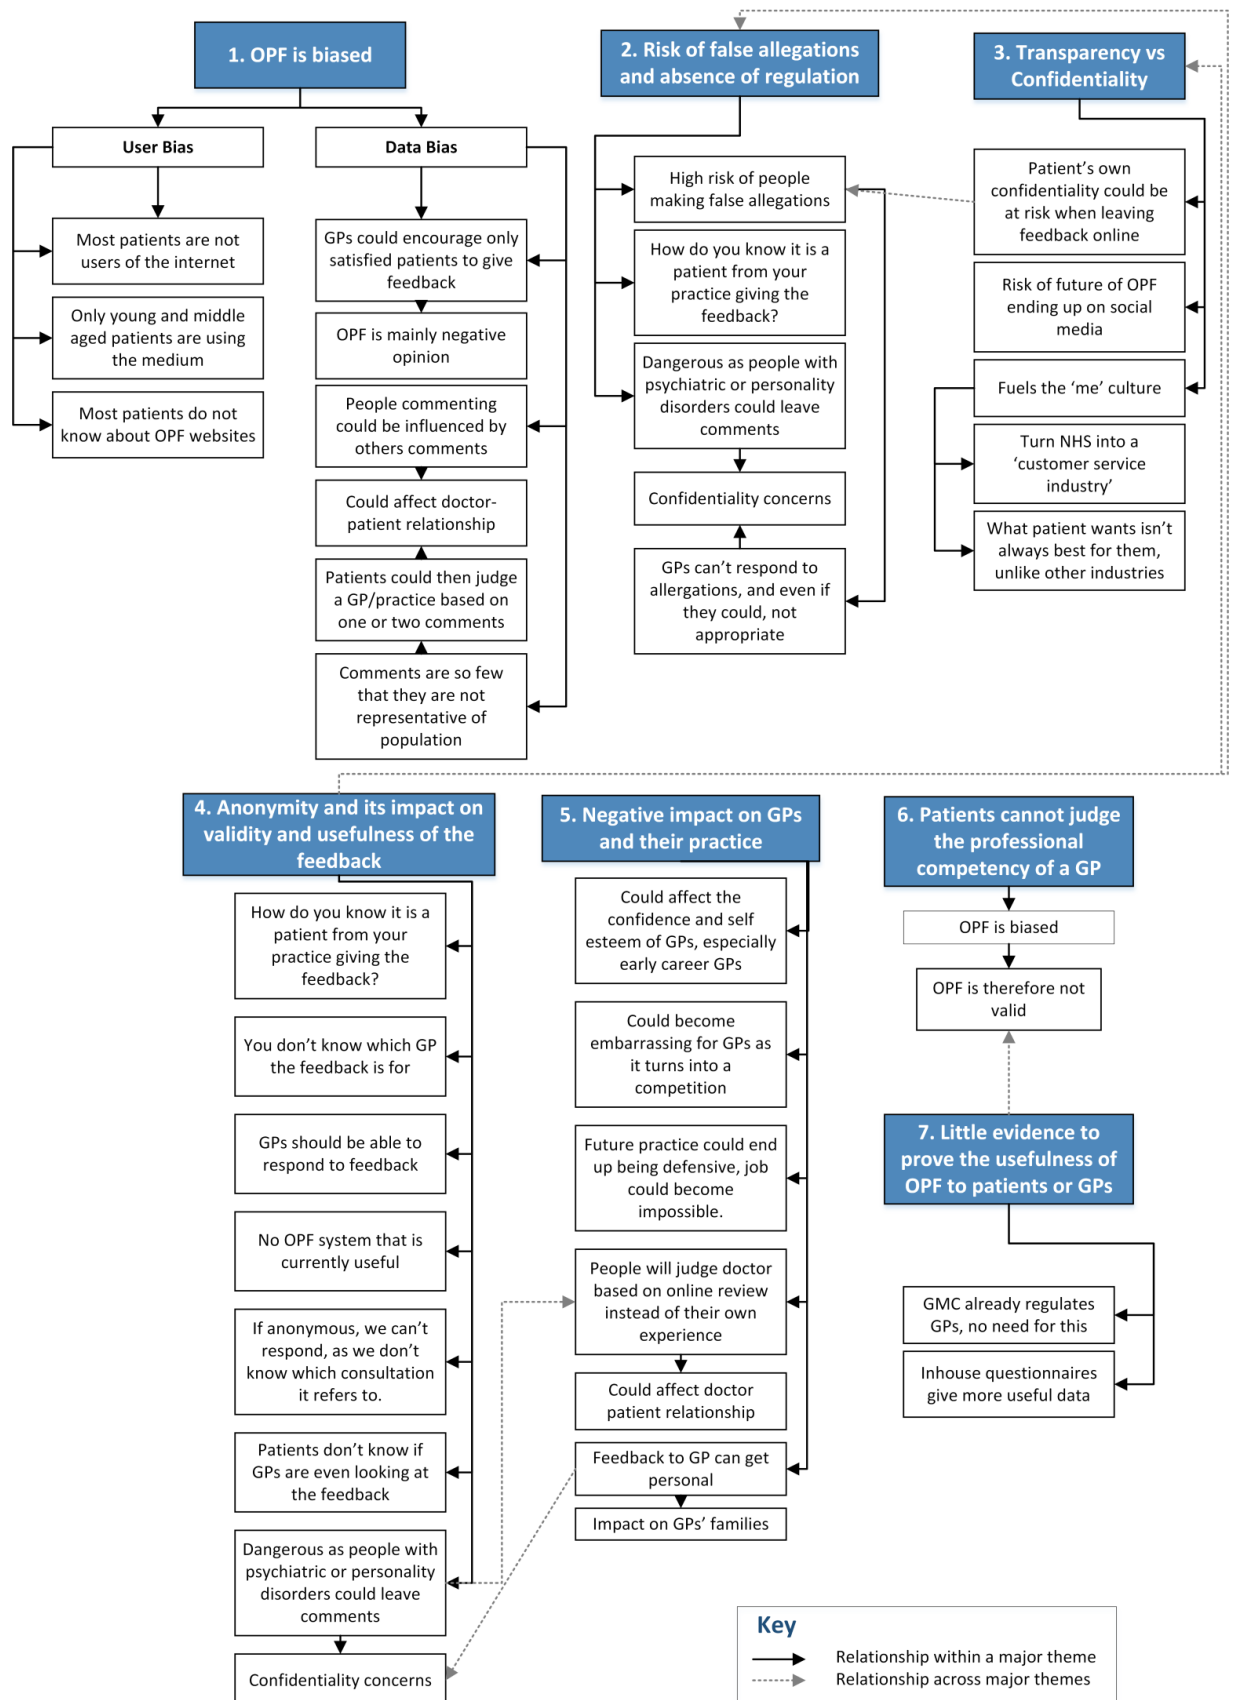 1. OPF is biased
User Bias
Most patients are not
users of the internet
Only young and middle
aged patients are using
the medium
Most patients do not
know about OPF websites
Data Bias
GPs could encourage only
satisfied patients to give
feedback
OPF is mainly negative
opinion
People commenting
could be influenced by
others comments
Could affect doctor-
patient relationship
Patients could then judge
a GP/practice based on
one or two comments
Comments are so few
that they are not
representative of
population
2. Risk of false allegations
and absence of regulation
High risk of people
making false allegations
How do you know it is a
patient from your
practice giving the
feedback?
Dangerous as people with
psychiatric or personality
disorders could leave
comments
Confidentiality concerns
GPs can't respond to
allergations, and even if
they could, not
appropriate
3. Transparency vs
Confidentiality
Patient's own
confidentiality could be
at risk when leaving
feedback online
Risk of future of OPF
ending up on social
media
Fuels the 'me' culture
Turn NHS into a
'customer service
industry'
What patient wants isn't
always best for them,
unlike other industries
4. Anonymity and its impact on
validity and usefulness of the
feedback
How do you know it is a
patient from your
practice giving the
feedback?
You don't know which GP
the feedback is for
GPs should be able to
respond to feedback
No OPF system that is
currently useful
If anonymous, we can't
respond, as we don't
know which consultation
it refers to.
Patients don't know if
GPs are even looking at
the feedback
Dangerous as people with
psychiatric or personality
disorders could leave
comments
Confidentiality concerns
5. Negative impact on GPs
and their practice
Could affect the
confidence and self
esteem of GPs, especially
early career GPs
Could become
embarrassing for GPs as
it turns into a
competition
Future practice could end
up being defensive, job
could become
impossible.
People will judge doctor
based on online review
instead of their own
experience
Could affect doctor
patient relationship
Feedback to GP can get
personal
Impact on GPs' families
6. Patients cannot judge
the professional
competency of a GP
OPF is biased
OPF is therefore not
valid
7. Little evidence to
prove the usefulness of
OPF to patients or GPs
GMC already regulates
GPs, no need for this
Inhouse questionnaires
give more useful data
Key
Relationship within a major theme
Relationship across major themes